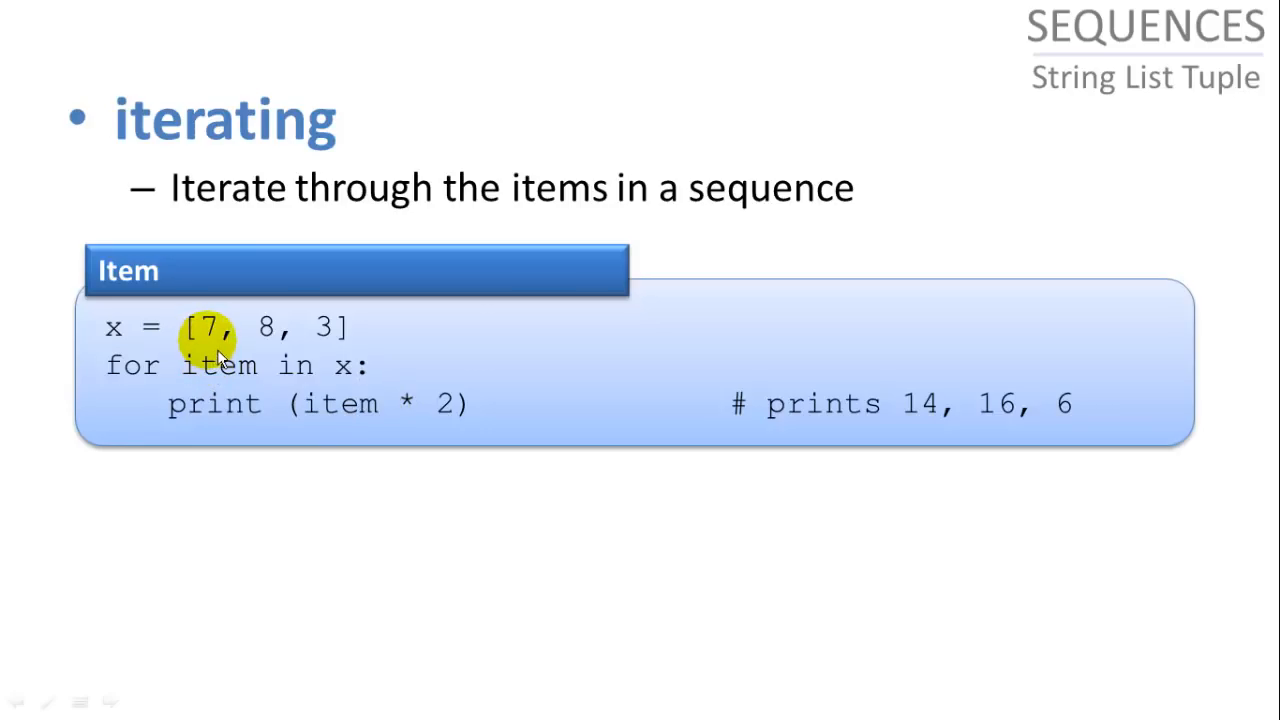 SEQUENCES
String List Tuple
• iterating
– Iterate through the items in a sequence
Item
x = [7, 8, 3]
for item in x:
print (item * 2) # prints 14, 16, 6